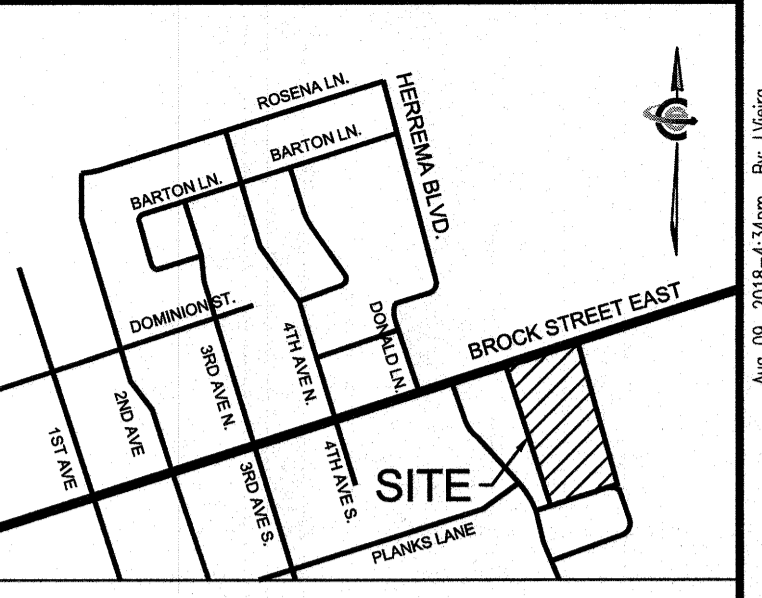 ROSENA LN.
HERREMA BLVD.
BARTON LN.
BARTON LN.
DOMINION ST.
DONALD LN.
BROCK STREET EAST
4TH AVE N.
3RD AVE N.
2ND AVE
1ST AVE
3RD AVE S.
4TH AVE S.
SITE
PLANKS LANE
Aug 09, 2018-4:34pm By: JVieira